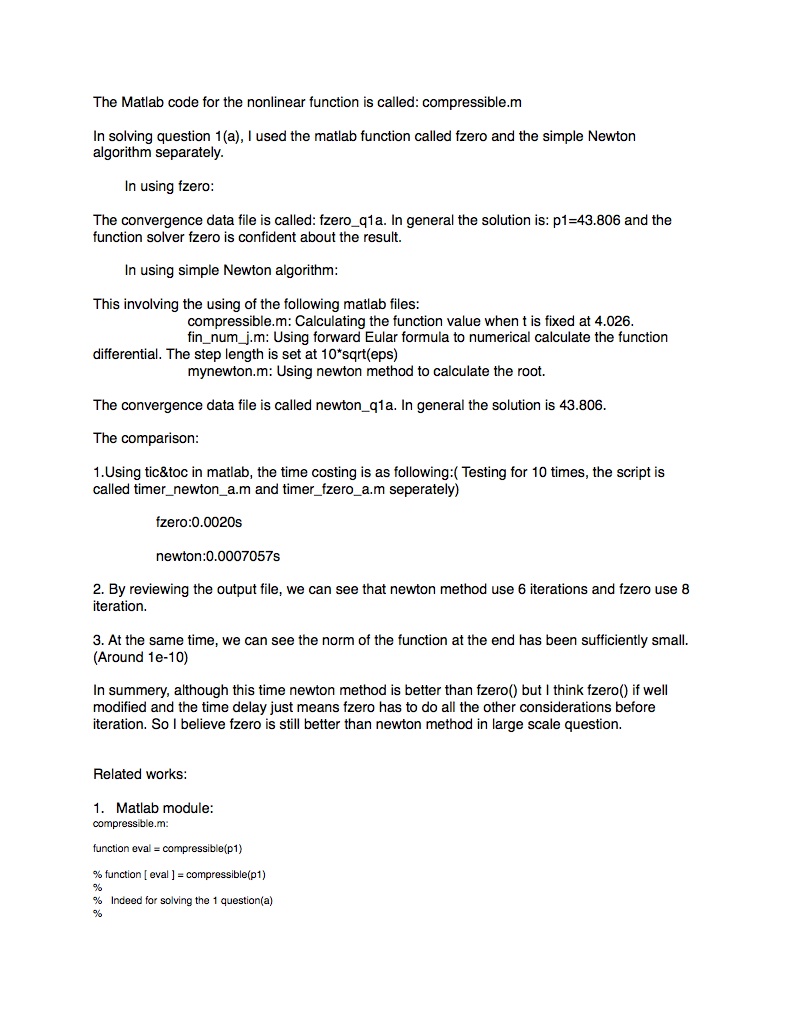 The Matlab code for the nonlinear function is called: compressible.m
In solving question 1(a), I used the matlab function called fzero and the simple Newton
algorithm separately.
In using fzero:
The convergence data file is called: fzero_q1a. In general the solution is: p1=43.806 and the
function solver fzero is confident about the result.
In using simple Newton algorithm:
This involving the using of the following matlab files:
compressible.m: Calculating the function value when t is fixed at 4.026.
fin_num_j.m: Using forward Eular formula to numerical calculate the function
differential. The step length is set at 10*sqrt(eps)
mynewton.m: Using newton method to calculate the root.
The convergence data file is called newton_q1a. In general the solution is 43.806.
The comparison:
1.Using tic&toc in matlab, the time costing is as following:( Testing for 10 times, the script is
called timer_newton_a.m and timer_fzero_a.m seperately)
fzero:0.0020s
newton:0.0007057s
2. By reviewing the output file, we can see that newton method use 6 iterations and fzero use 8
iteration.
3. At the same time, we can see the norm of the function at the end has been sufficiently small.
(Around 1e-10)
In summery, although this time newton method is better than fzero() but I think fzero() if well
modified and the time delay just means fzero has to do all the other considerations before
iteration. So I believe fzero is still better than newton method in large scale question.
Related works:
1. Matlab module:
compressible.m:
function eval = compressible(p1)
% function [ eval ] = compressible(p1)
%
% Indeed for solving the 1 question(a)
%